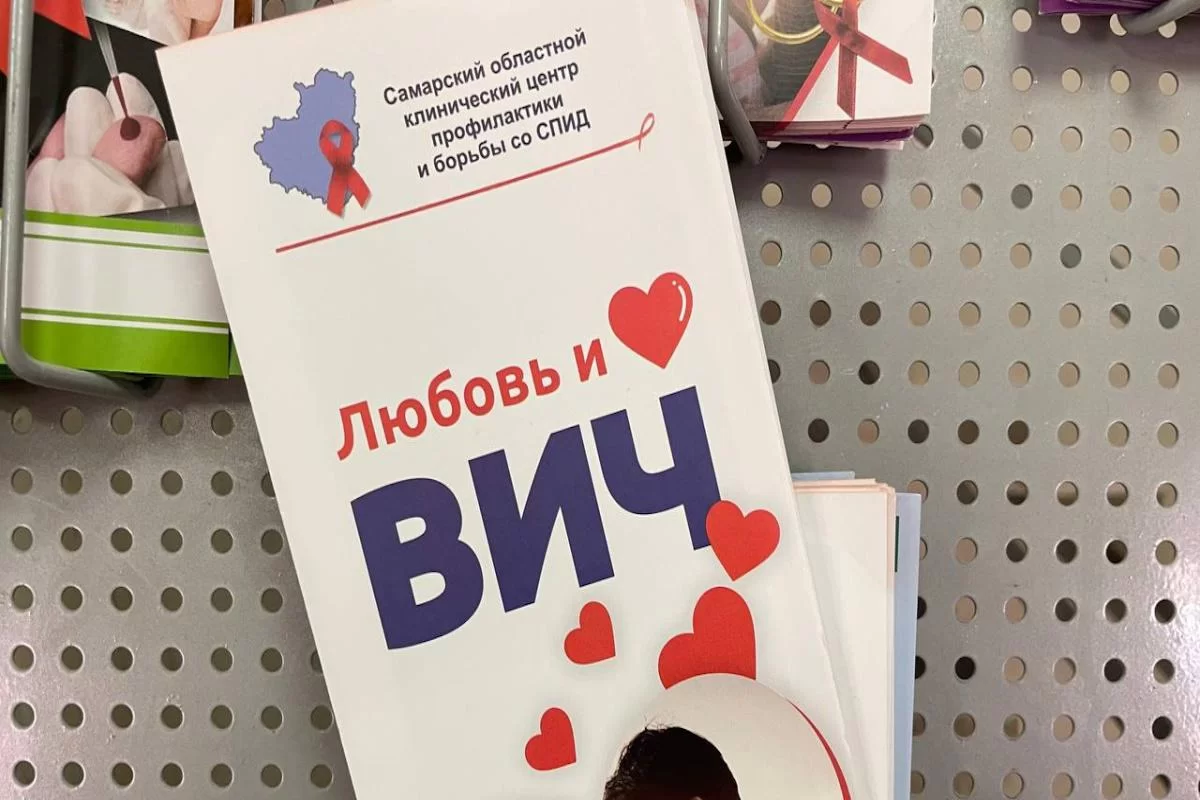 Самарский областной
клинический центр
профилактики
и борьбы со СПИД
Любовь и
ВИЧ